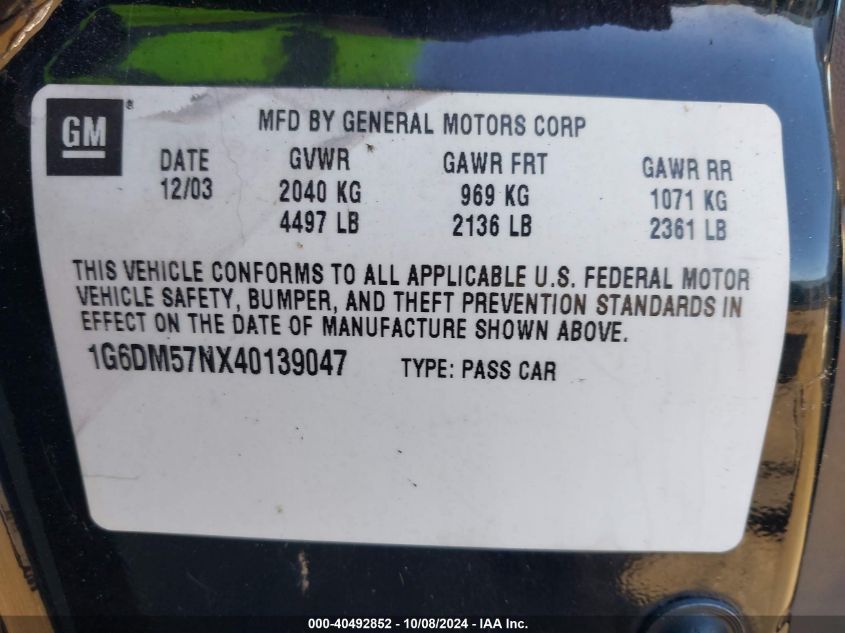 GM ®
MFD BY GENERAL MOTORS CORP
DATE GVWR GAWR FRT GAWR RR
12/03 2040 KG 969 KG 1071 KG
4497 LB 2136 LB 2361 LB
THIS VEHICLE CONFORMS TO ALL APPLICABLE U.S. FEDERAL MOTOR
VEHICLE SAFETY, BUMPER, AND THEFT PREVENTION STANDARDS IN
EFFECT ON THE DATE OF MANUFACTURE SHOWN ABOVE.
1G6DM57NX40139047 TYPE: PASS CAR
000-40492852 - 10/08/2024 - IAA Inc.